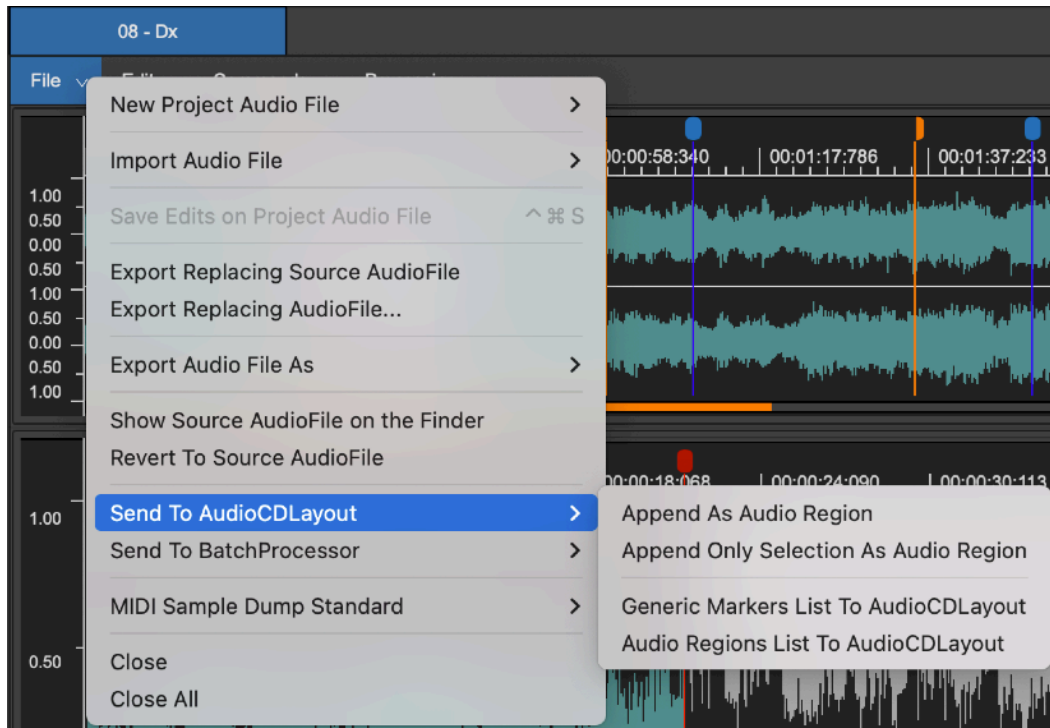 08 - Dx
File
New Project Audio File
Import Audio File
Save Edits on Project Audio File ^⌘S
Export Replacing Source AudioFile
Export Replacing AudioFile...
Export Audio File As
Show Source AudioFile on the Finder
Revert To Source AudioFile
Send To AudioCDLayout
Send To BatchProcessor
MIDI Sample Dump Standard
Close
Close All
Append As Audio Region
Append Only Selection As Audio Region
Generic Markers List To AudioCDLayout
Audio Regions List To AudioCDLayout
00:00:58:340 00:01:17:786 00:01:37:233
1.00
0.50
0.00
0.50
1.00
0.50
0.00
0.50
1.00
00:00:18:068 00:00:24:090 00:00:30:113
1.00
0.50